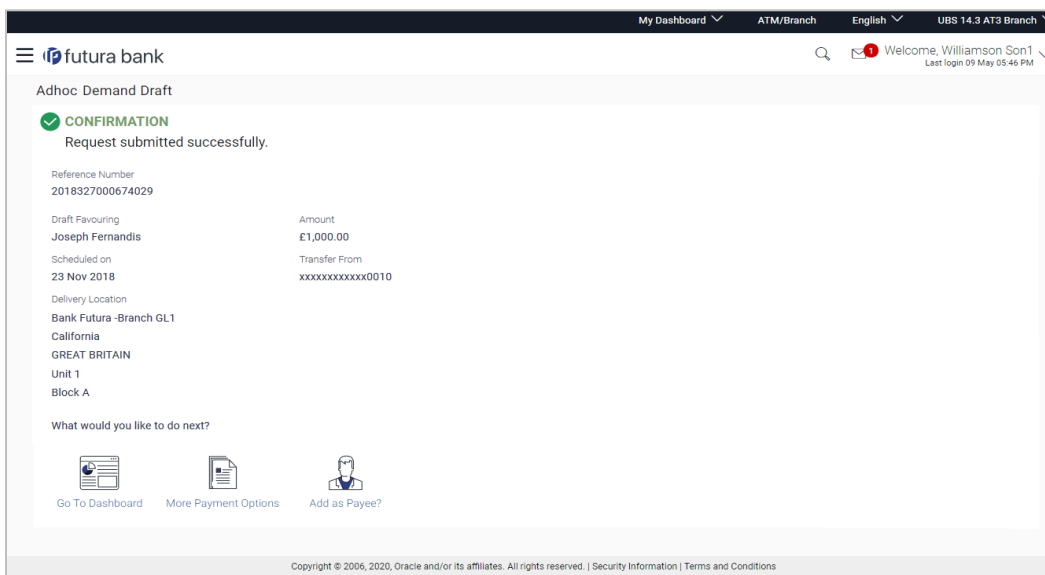 My Dashboard ATM/Branch English UBS 14.3 AT3 Branch
futura bank 1 Welcome, Williamson Son1
Last login 09 May 05:46 PM
Adhoc Demand Draft
CONFIRMATION
Request submitted successfully.
Reference Number
2018327000674029
Draft Favouring Amount
Joseph Fernandis £1,000.00
Scheduled on Transfer From
23 Nov 2018 xxxxxxxxxxxx0010
Delivery Location
Bank Futura -Branch GL1
California
GREAT BRITAIN
Unit 1
Block A
What would you like to do next?
Go To Dashboard More Payment Options Add as Payee?
Copyright © 2006, 2020, Oracle and/or its affiliates. All rights reserved. | Security Information | Terms and Conditions